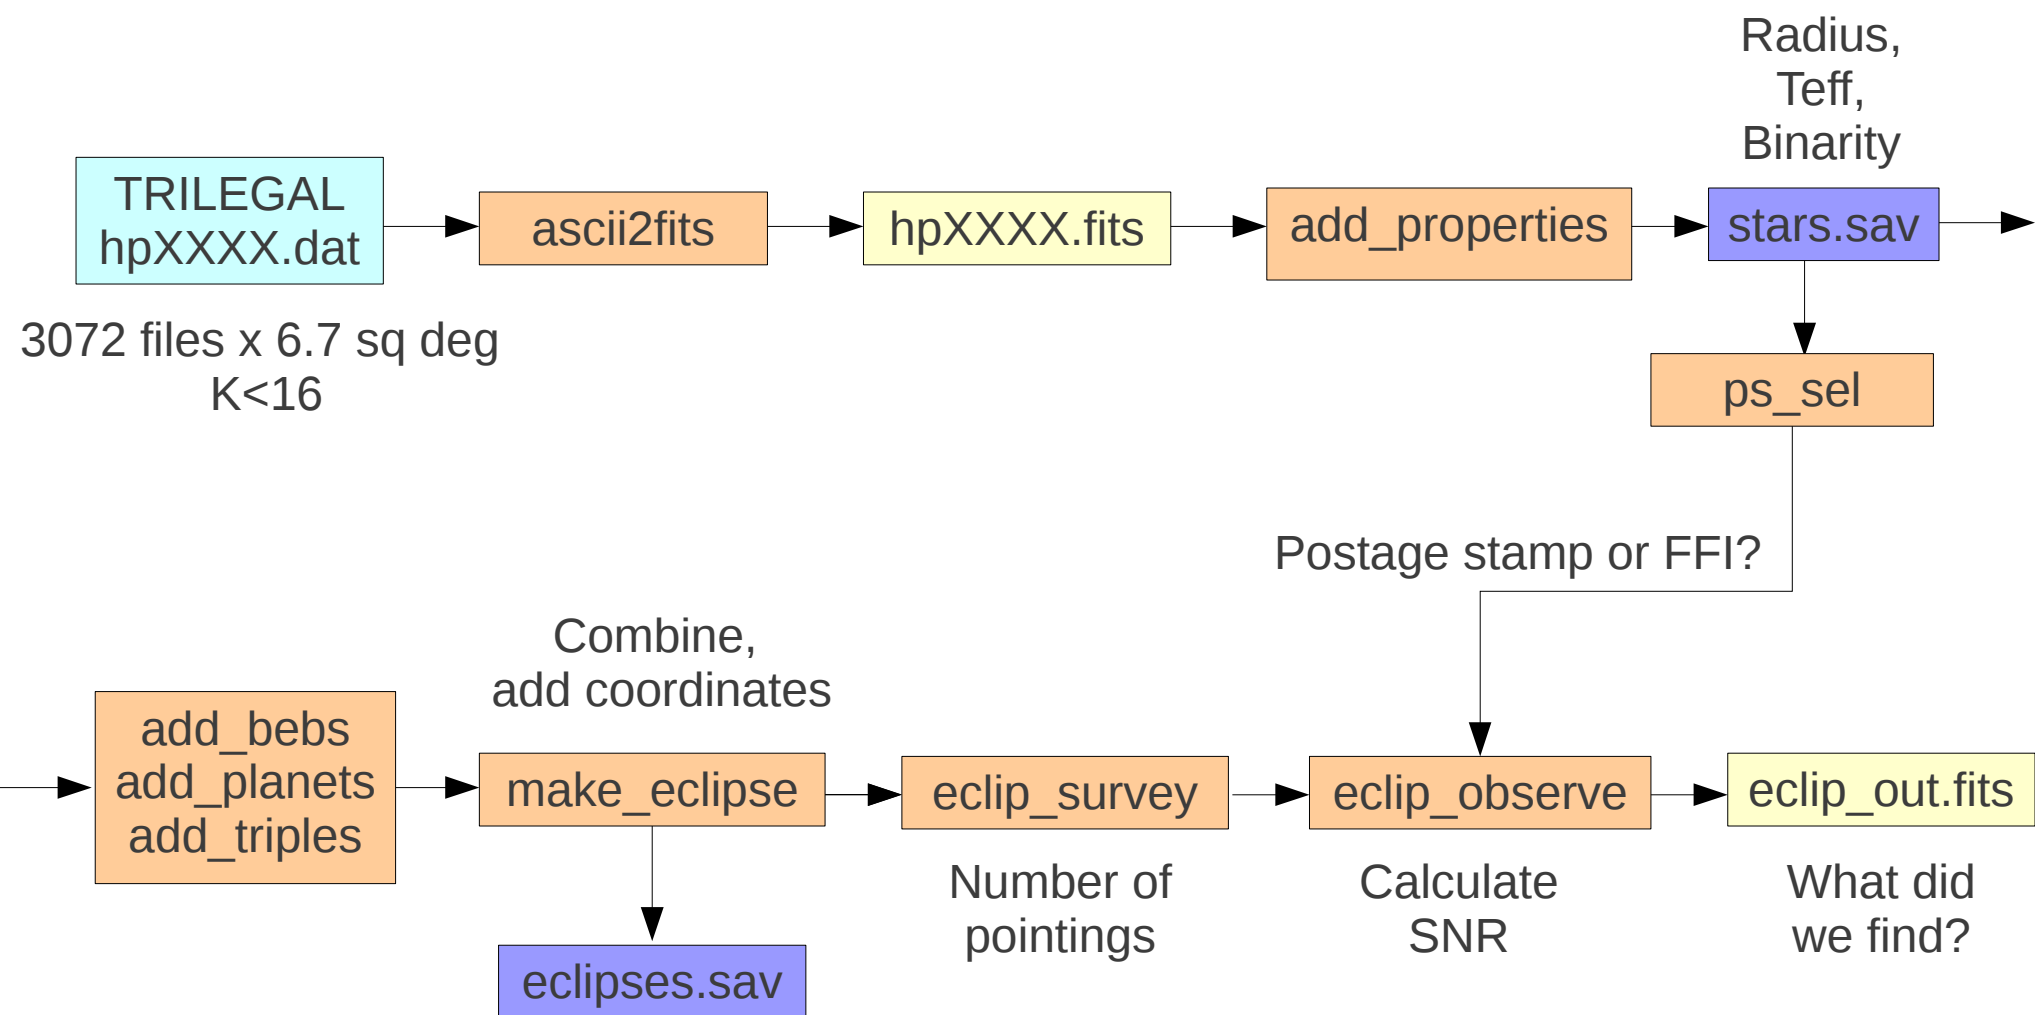 Radius,
Teff,
Binarity
TRILEGAL
hpXXXX.dat
ascii2fits
hpXXXX.fits
add_properties
stars.sav
3072 files x 6.7 sq deg
K<16
ps_sel
Postage stamp or FFI?
Combine,
add coordinates
add_bebs
add_planets
add_triples
make_eclipse
eclip_survey
eclip_observe
eclip_out.fits
Number of
pointings
Calculate
SNR
What did
we find?
eclipses.sav